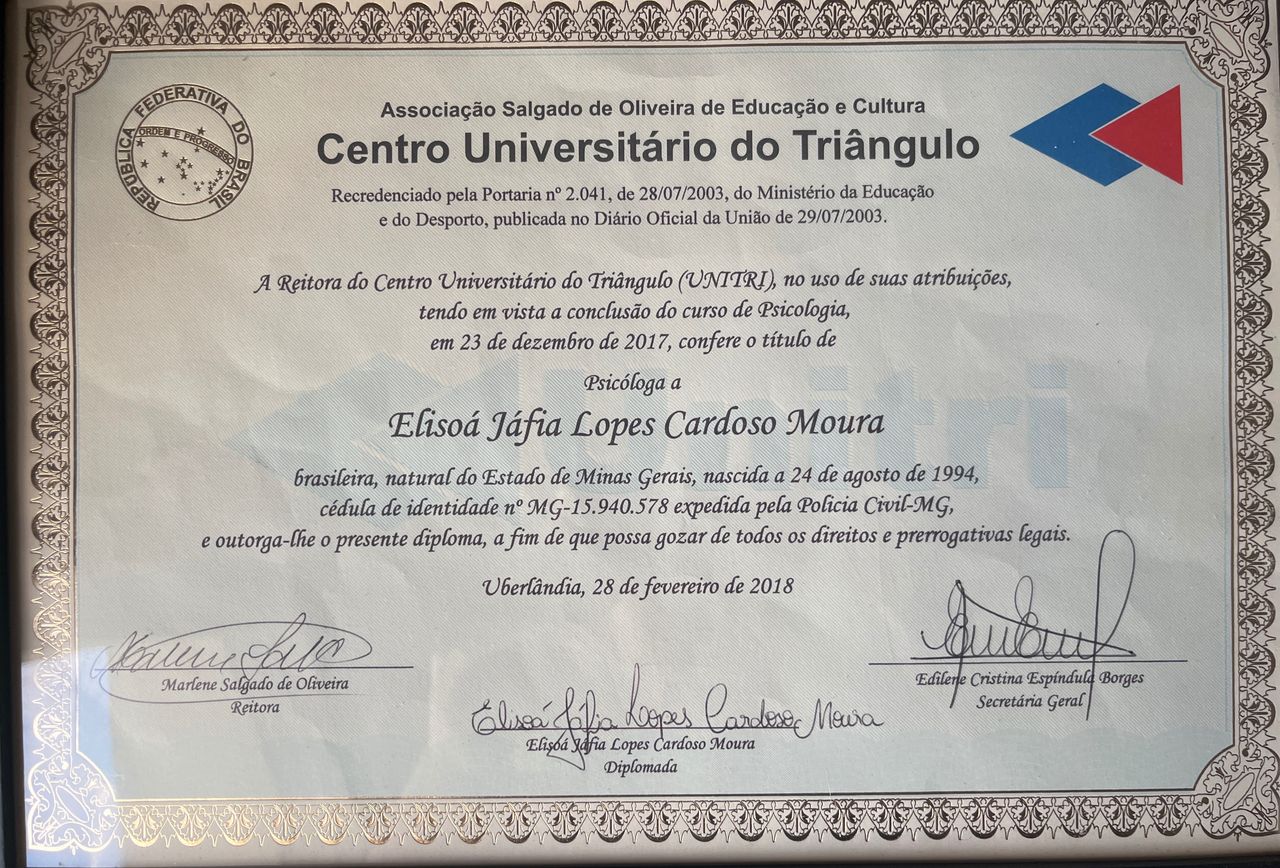 REPÚBLICA FEDERATIVA DO BRASIL
ORDEM E PROGRESSO
Associação Salgado de Oliveira de Educação e Cultura
Centro Universitário do Triângulo
Recredenciado pela Portaria nº 2.041, de 28/07/2003, do Ministério da Educação
e do Desporto, publicada no Diário Oficial da União de 29/07/2003.
A Reitora do Centro Universitário do Triângulo (UNITRI), no uso de suas atribuições,
tendo em vista a conclusão do curso de Psicologia,
em 23 de dezembro de 2017, confere o título de
Psicóloga a
Elisoá Jáfia Lopes Cardoso Moura
Unitri
brasileira, natural do Estado de Minas Gerais, nascida a 24 de agosto de 1994,
cédula de identidade nº MG-15.940.578 expedida pela Policia Civil-MG,
e outorga-lhe o presente diploma, a fim de que possa gozar de todos os direitos e prerrogativas legais.
Uberlândia, 28 de fevereiro de 2018
Marlene Salgado de Oliveira
Reitora
Edilene Cristina Espíndula Borges
Secretária Geral
Elisoá Jáfia Lopes Cardoso Moura
Elisoá Jáfia Lopes Cardoso Moura
Diplomada